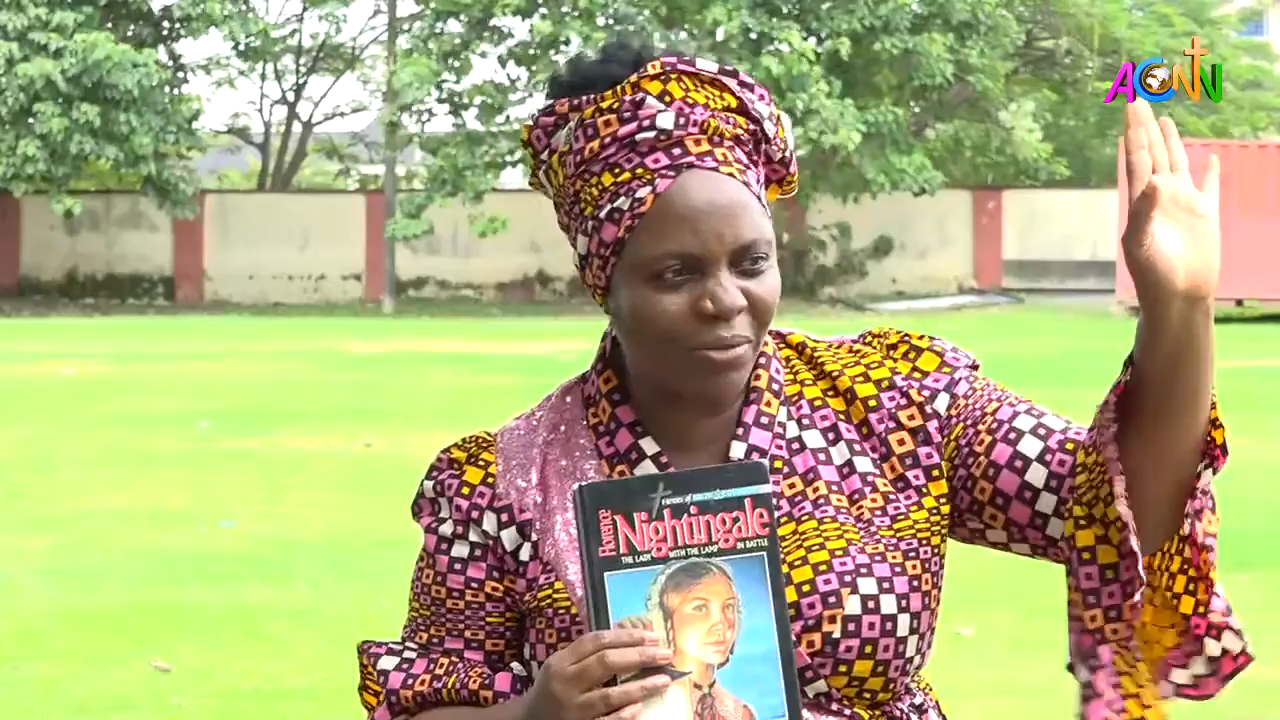 ACNN
Heroes of
Florence
Nightingale
THE LADY WITH THE LAMP IN BATTLE